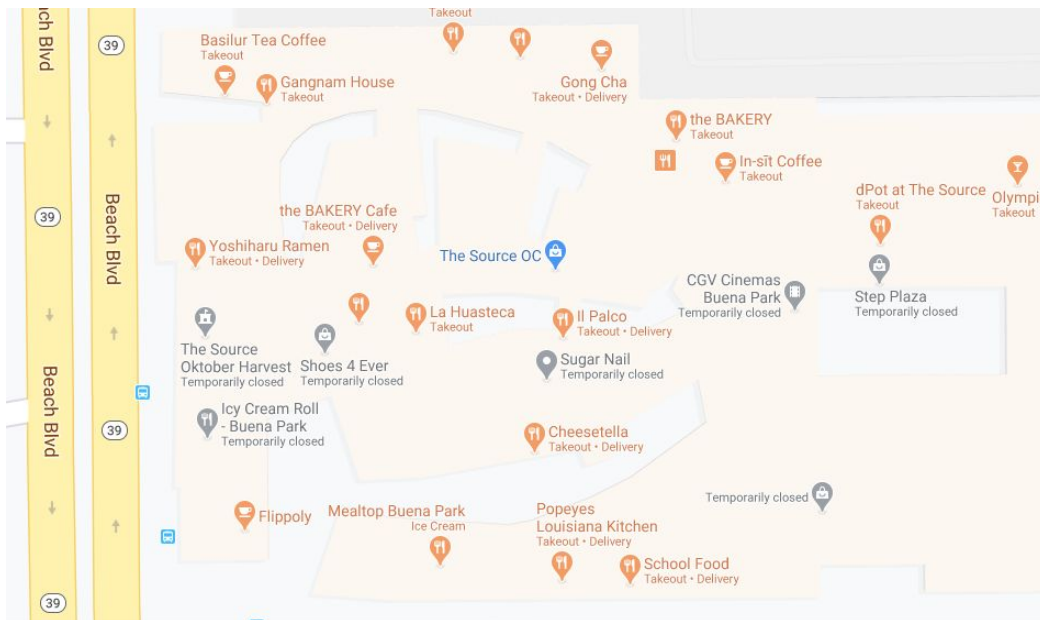 Takeout
ch Blvd
39
Basilur Tea Coffee
Takeout
Gangnam House
Takeout
Gong Cha
Takeout • Delivery
the BAKERY
Takeout
In-sīt Coffee
Takeout
dPot at The Source
Takeout
Olympi
Takeout
39
Beach Blvd
the BAKERY Cafe
Takeout • Delivery
Yoshiharu Ramen
Takeout • Delivery
The Source OC
CGV Cinemas
Buena Park
Temporarily closed
Step Plaza
Temporarily closed
La Huasteca
Takeout
Il Palco
Takeout • Delivery
The Source
Oktober Harvest
Temporarily closed
Shoes 4 Ever
Temporarily closed
Sugar Nail
Temporarily closed
Beach Blvd
39
Icy Cream Roll
- Buena Park
Temporarily closed
Cheesetella
Takeout • Delivery
Temporarily closed
Flippoly
Mealtop Buena Park
Ice Cream
Popeyes
Louisiana Kitchen
Takeout • Delivery
School Food
Takeout • Delivery
39